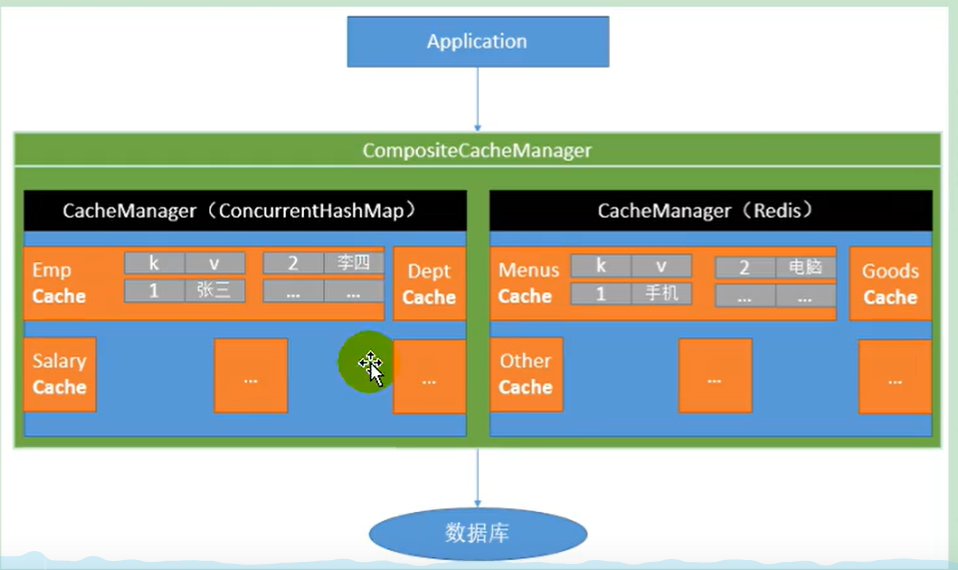 Application
CompositeCacheManager
CacheManager（ConcurrentHashMap）
Emp
Cache
k v
1 张三
2 李四
... ...
Dept
Cache
Salary
Cache
...
...
CacheManager（Redis）
Menus
Cache
k v
1 手机
2 电脑
... ...
Goods
Cache
Other
Cache
...
...
数据库